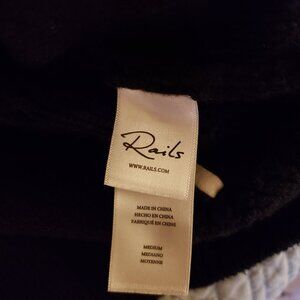 Rails
WWW.RAILS.COM
MADE IN CHINA
HECHO EN CHINA
FABRIQUÉ EN CHINE
MEDIUM
MEDIANO
MOYENNE